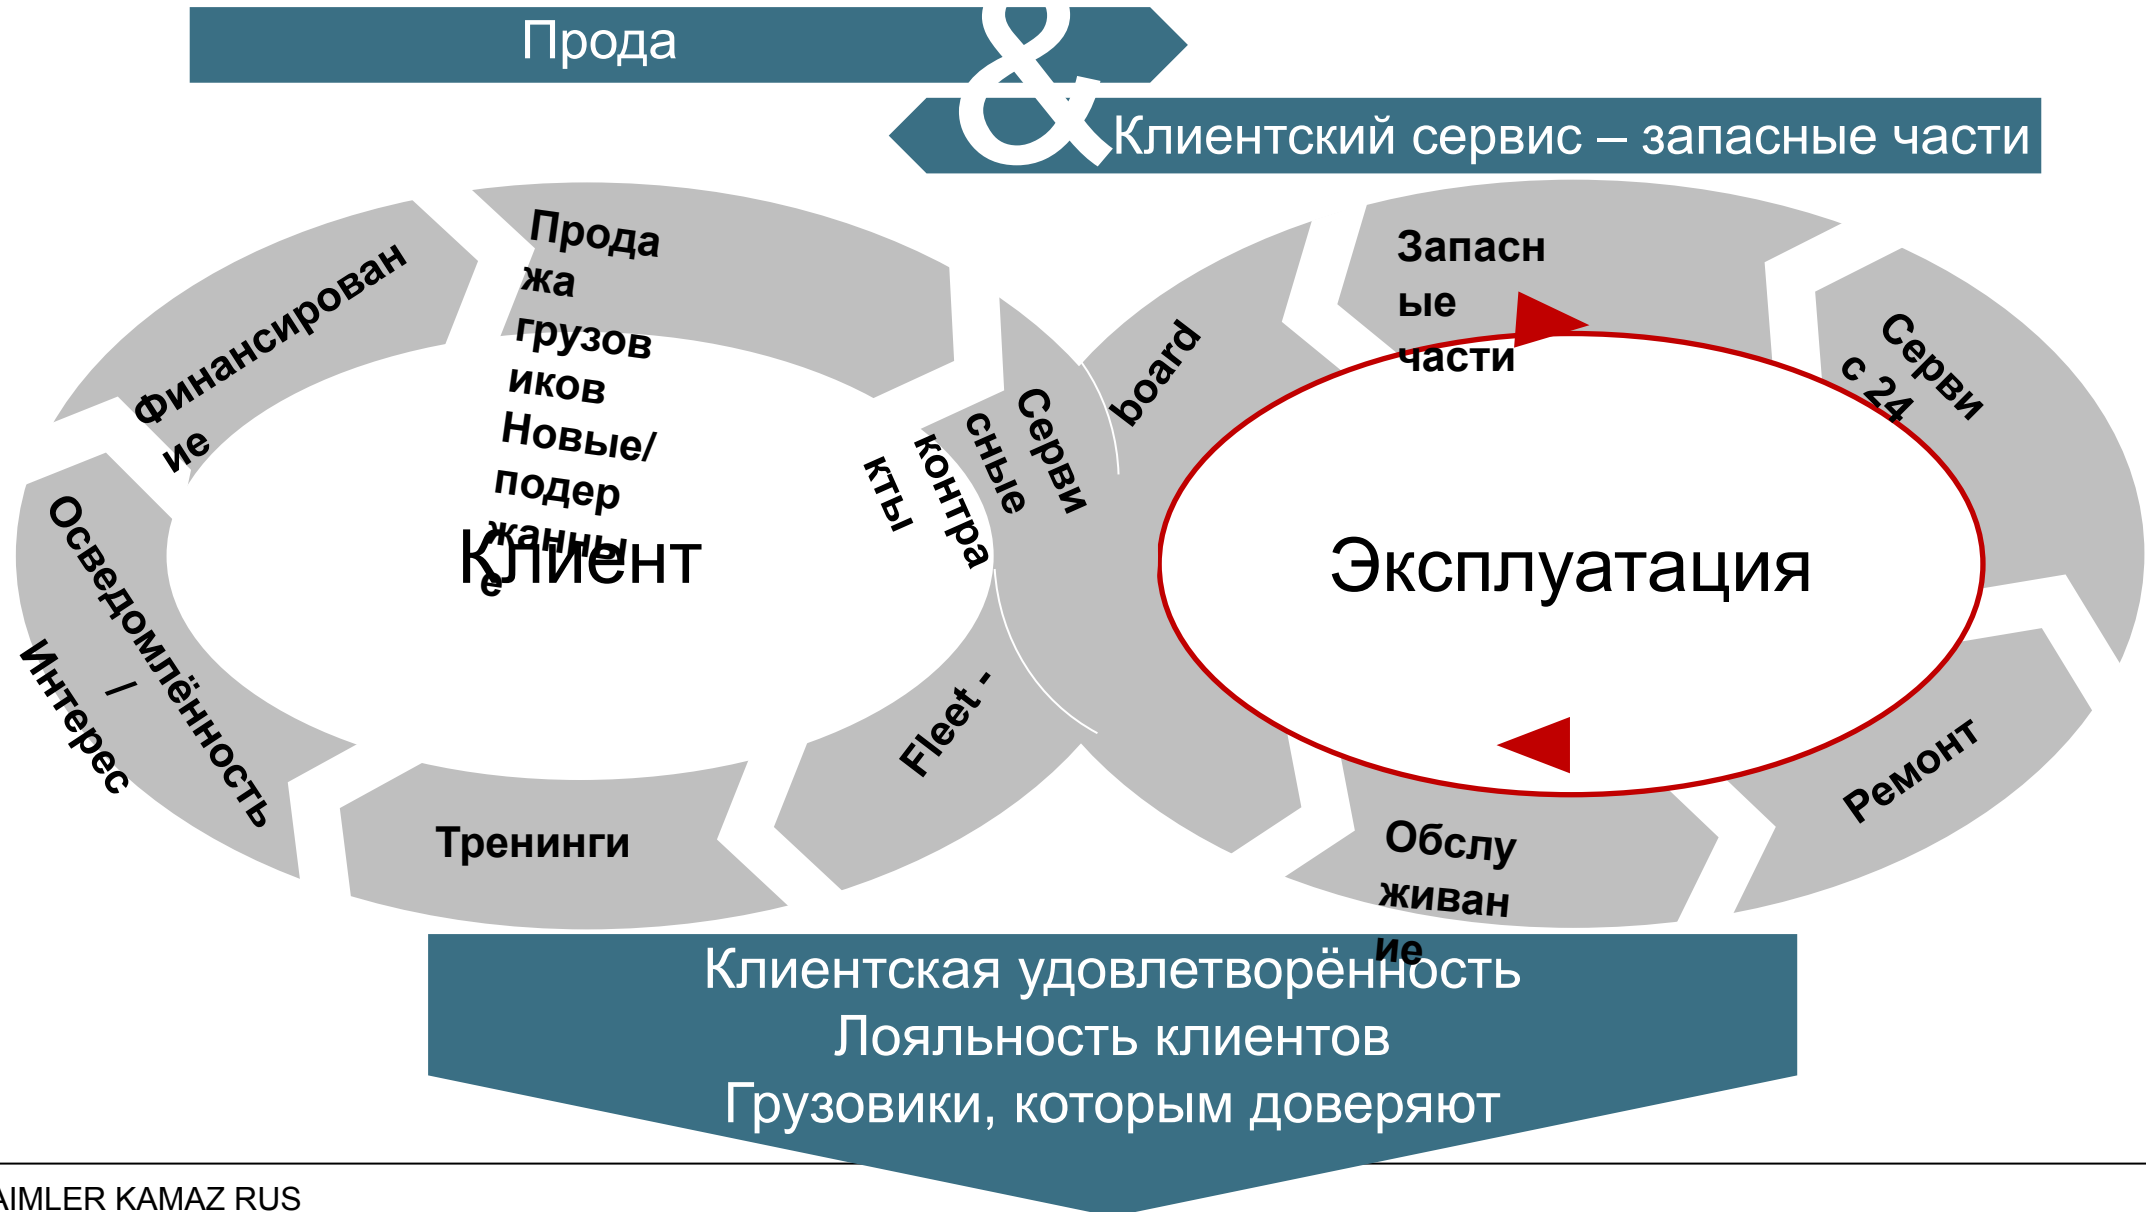 Прода
&
Клиентский сервис – запасные части
Финансирован
ие
Прода
жа
грузов
иков
Новые/
подер
жанны
е
Серви
сные
контра
кты
board
Запасн
ые
части
Серви
с 24
Осведомлённость
/
Интерес
Клиент
Эксплуатация
Fleet -
Тренинги
Обслу
живан
ие
Ремонт
Клиентская удовлетворённость
Лояльность клиентов
Грузовики, которым доверяют
AIMLER KAMAZ RUS